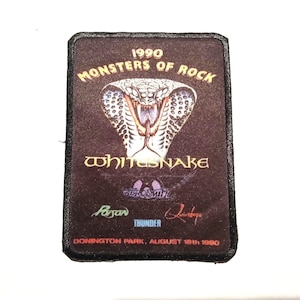 1990
MONSTERS OF ROCK
WHITESNAKE
AEROSMITH
Poison
Quireboys
THUNDER
DONINGTON PARK, AUGUST 18th 1990